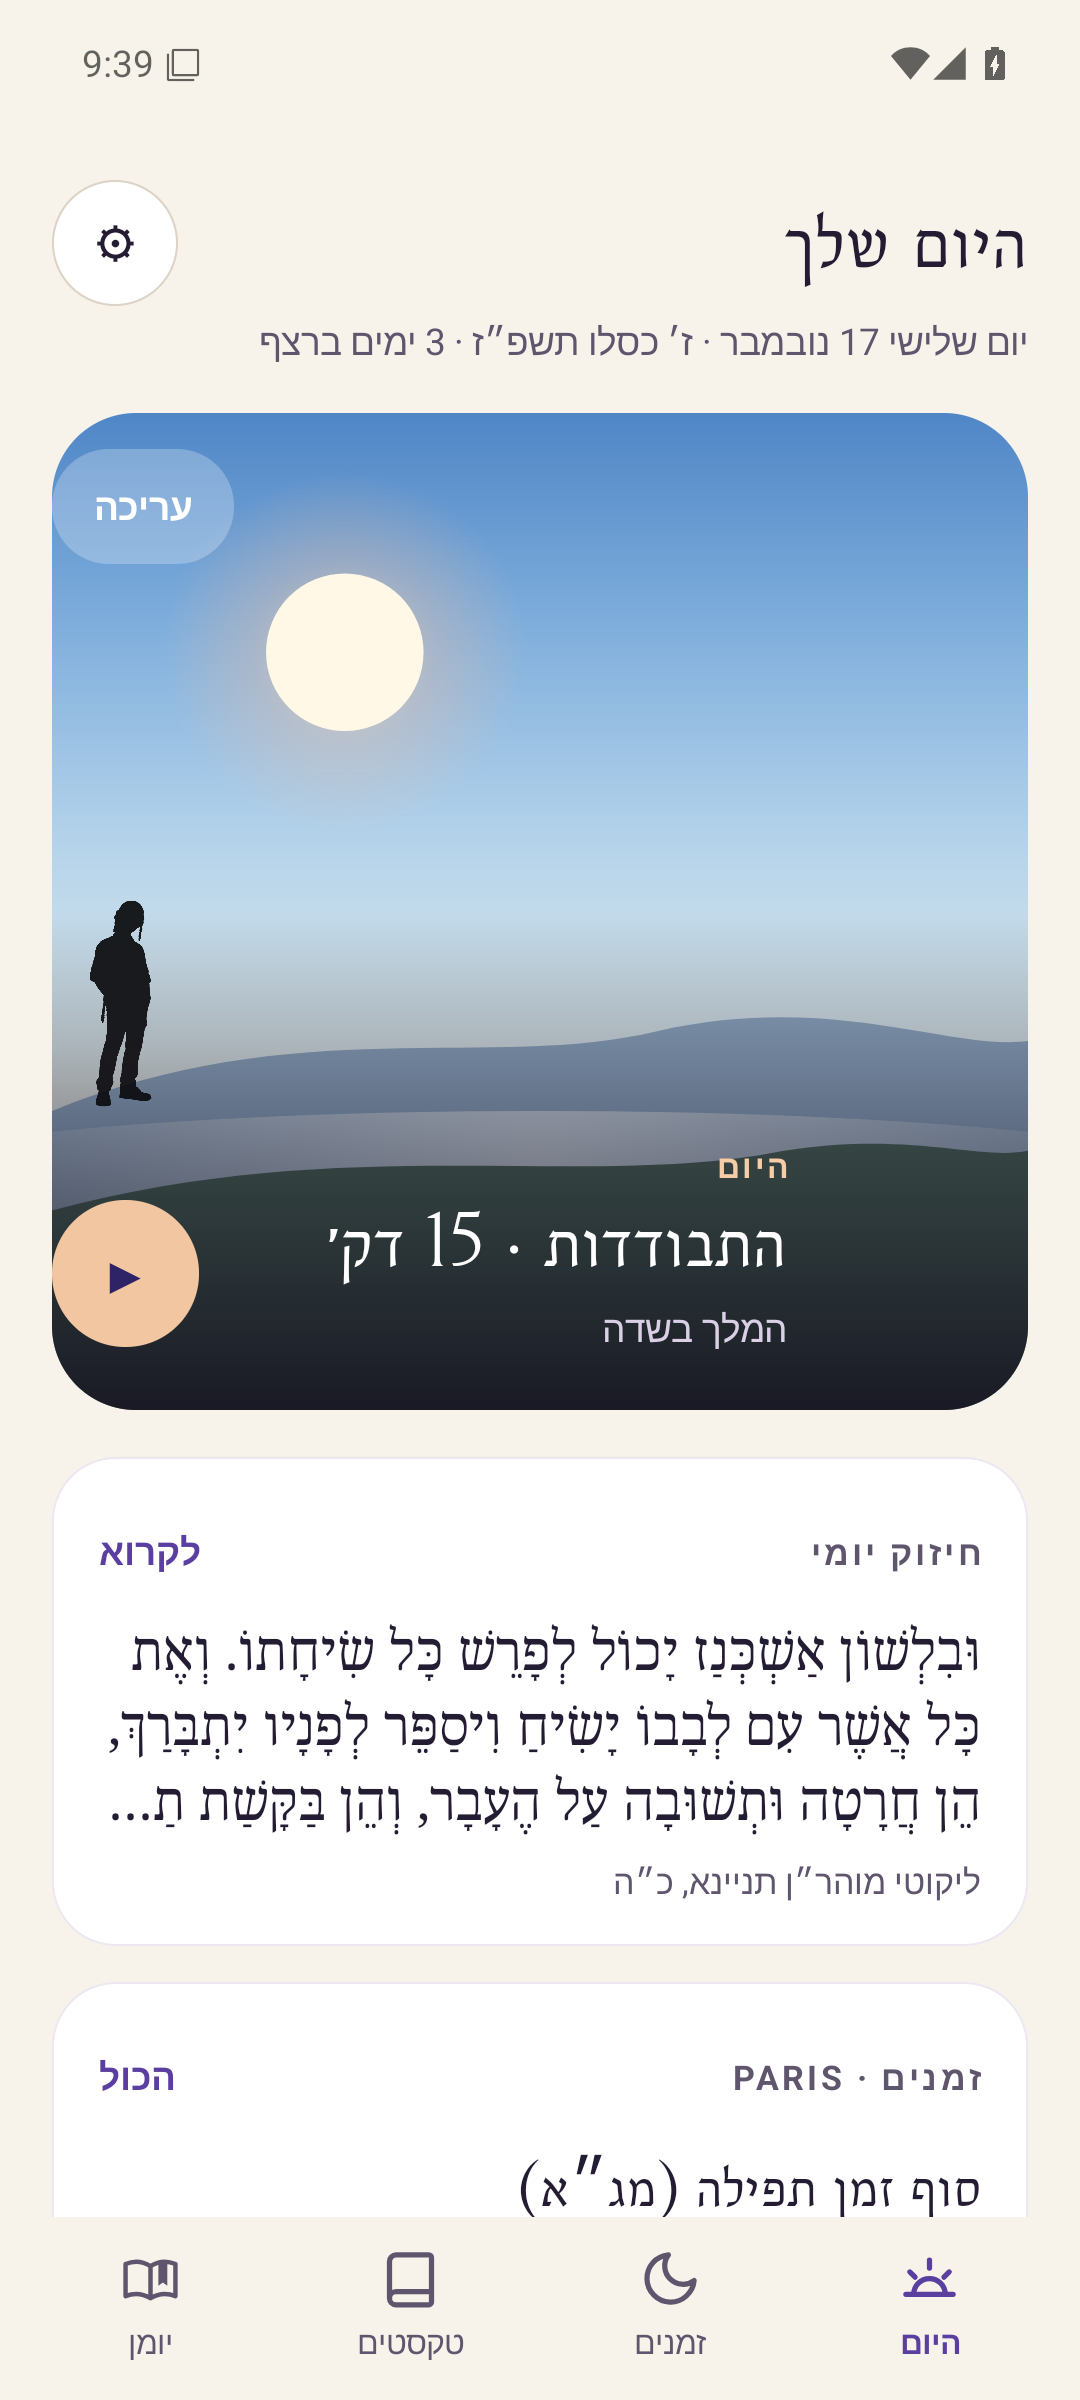 9:39
היום שלך
יום שלישי 17 נובמבר · ז׳ כסלו תשפ״ז · 3 ימים ברצף
עריכה
היום
התבודדות · 15 דק׳
המלך בשדה
חיזוק יומי
לקרוא
וּבִלְשׁוֹן אַשְׁכְּנַז יָכוֹל לְפָרֵשׁ כָּל שִׂיחָתוֹ. וְאֶת
כָּל אֲשֶׁר עִם לְבָבוֹ יָשִׂיחַ וִיסַפֵּר לְפָנָיו יִתְבָּרַךְ,
הֵן חֲרָטָה וּתְשׁוּבָה עַל הֶעָבָר, וְהֵן בַּקָּשַׁת תַ...
ליקוטי מוהר״ן תניינא, כ״ה
זמנים · PARIS
הכול
סוף זמן תפילה (מג״א)
היום
זמנים
טקסטים
יומן